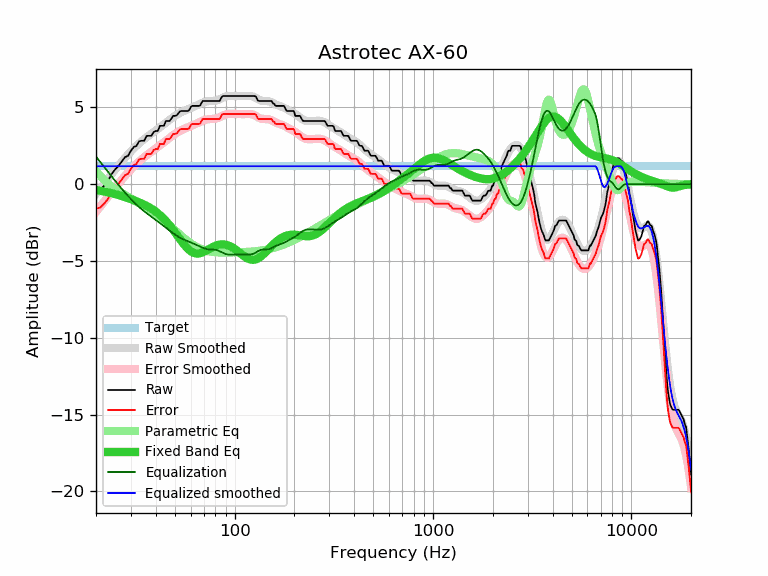 Astrotec AX-60
Amplitude (dBr)
5
0
−5
−10
−15
−20
Target
Raw Smoothed
Error Smoothed
Raw
Error
Parametric Eq
Fixed Band Eq
Equalization
Equalized smoothed
100
1000
10000
Frequency (Hz)